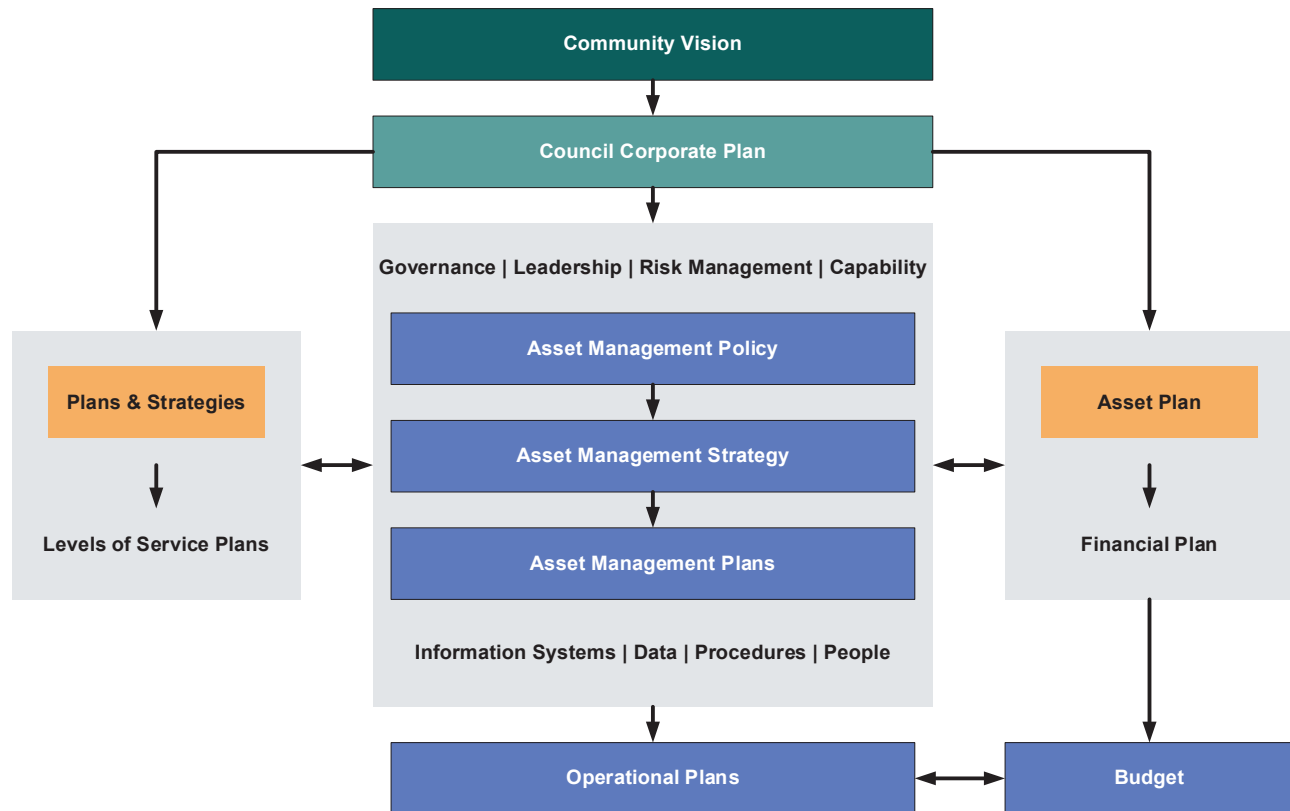 Community Vision
Council Corporate Plan
Governance | Leadership | Risk Management | Capability
Asset Management Policy
Plans & Strategies
Asset Plan
Asset Management Strategy
Levels of Service Plans
Financial Plan
Asset Management Plans
Information Systems | Data | Procedures | People
Operational Plans
Budget